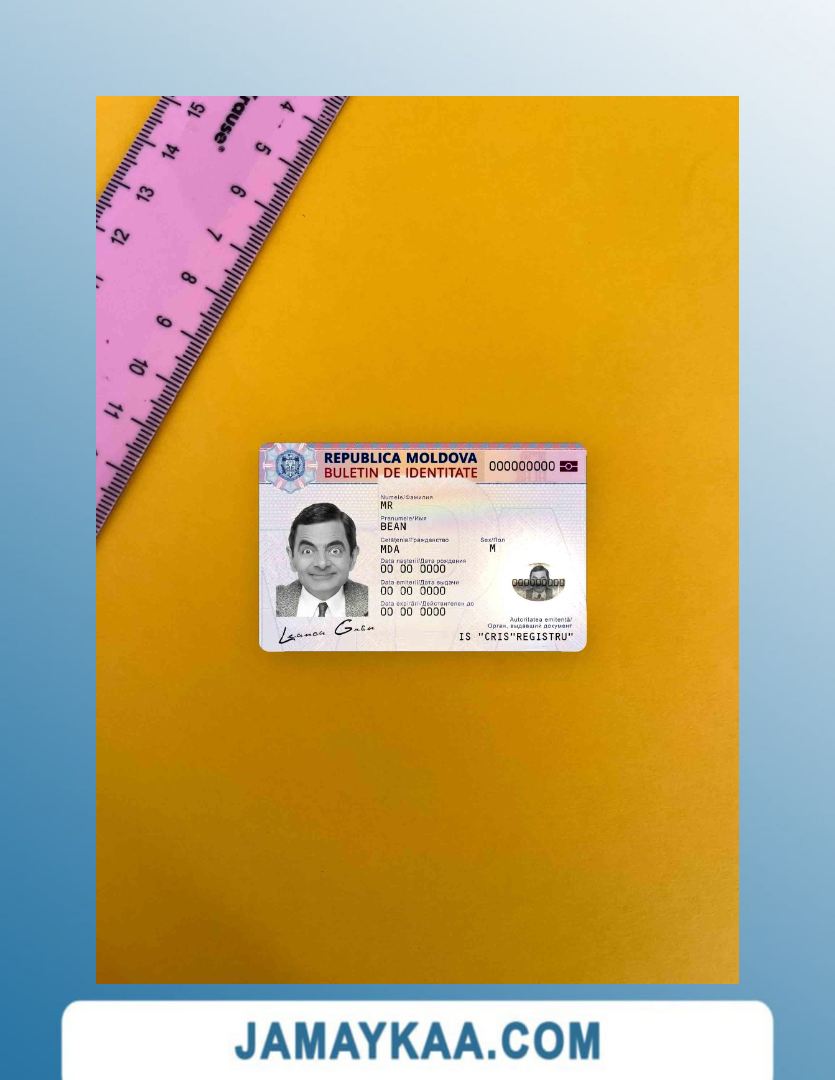 15
14
13
12
11
10
9
8
7
6
5
4
rause®
REPUBLICA MOLDOVA
BULETIN DE IDENTITATE
000000000
Numele/Фамилия
MR
Prenumele/Имя
BEAN
Cetăţenia/Гражданство
Sex/Пол
MDA
M
Data naşterii/Дата рождения
00 00 0000
Data emiterii/Дата выдачи
00 00 0000
Data expirării/Действителен до
00 00 0000
Autoritatea emitentă/
Орган, выдавший документ
IS "CRIS"REGISTRU"
JAMAYKAA.COM